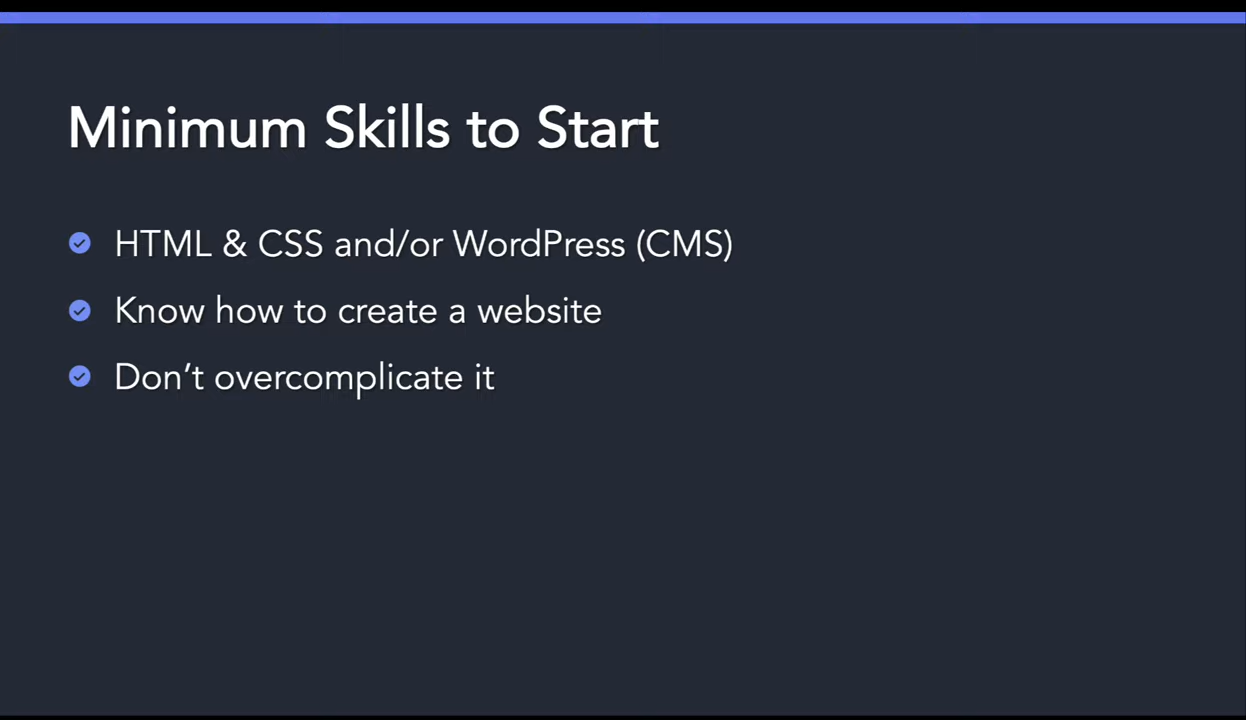 Minimum Skills to Start
HTML & CSS and/or WordPress (CMS)
Know how to create a website
Don’t overcomplicate it